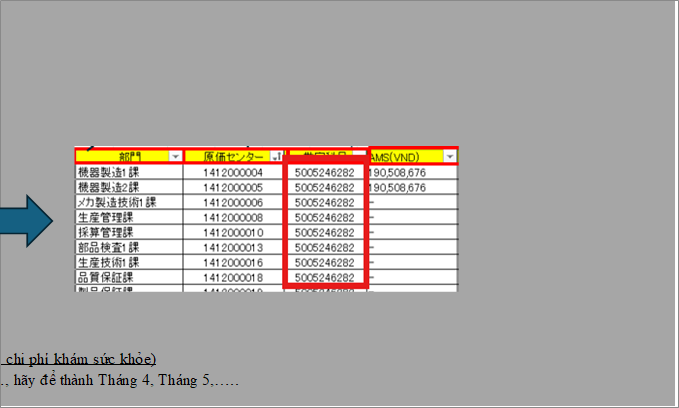 部門 原価センター AMS(VND)
機器製造1課 1412000004 5005246282 190,508,676
機器製造2課 1412000005 5005246282 190,508,676
メカ製造技術1課 1412000006 5005246282 –
生産管理課 1412000008 5005246282 –
採算管理課 1412000010 5005246282 –
部品検査1課 1412000013 5005246282 –
生産技術1課 1412000016 5005246282 –
品質保証課 1412000018 5005246282 –
chi phí khám sức khỏe)
.., hãy để thành Tháng 4, Tháng 5,…..